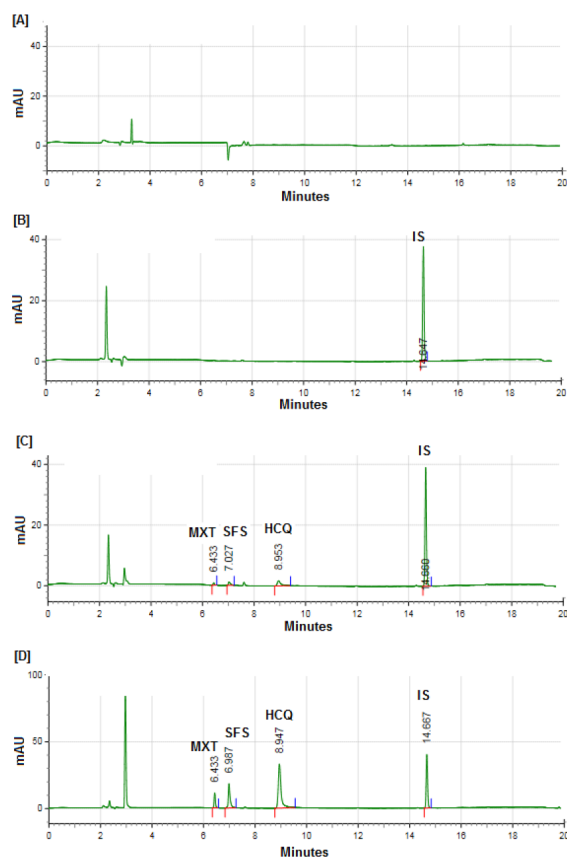 [A]
40
20
0
mAU
0 2 4 6 8 10 12 14 16 18 20
Minutes
[B]
IS
40
20
0
mAU
14.647
0 2 4 6 8 10 12 14 16 18 20
Minutes
[C]
IS
40
20
0
mAU
MXT SFS HCQ
6.433 7.027 8.953 14.660
0 2 4 6 8 10 12 14 16 18 20
Minutes
[D]
100
50
0
mAU
MXT SFS HCQ IS
6.433 6.987 8.947 14.667
0 2 4 6 8 10 12 14 16 18 20
Minutes